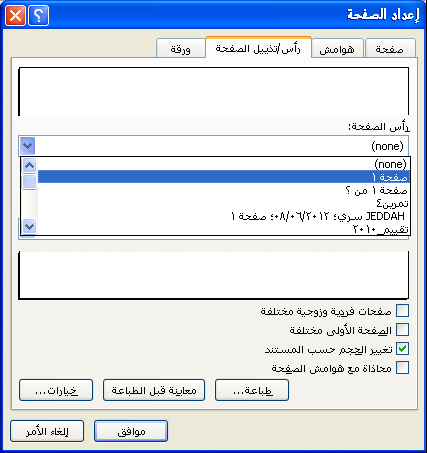 إعداد الصفحة
صفحة
هوامش
رأس/تذييل الصفحة
ورقة
رأس الصفحة:
(none)
(none)
صفحة ١
صفحة ١ من ؟
تمرين٤
JEDDAH سري؛ ٠٨/٠٦/٢٠١٢؛ صفحة ١
تقييم_٢٠١٠
صفحات فردية وزوجية مختلفة
الصفحة الأولى مختلفة
تغيير الحجم حسب المستند
محاذاة مع هوامش الصفحة
طباعة...
معاينة قبل الطباعة
خيارات...
موافق
إلغاء الأمر